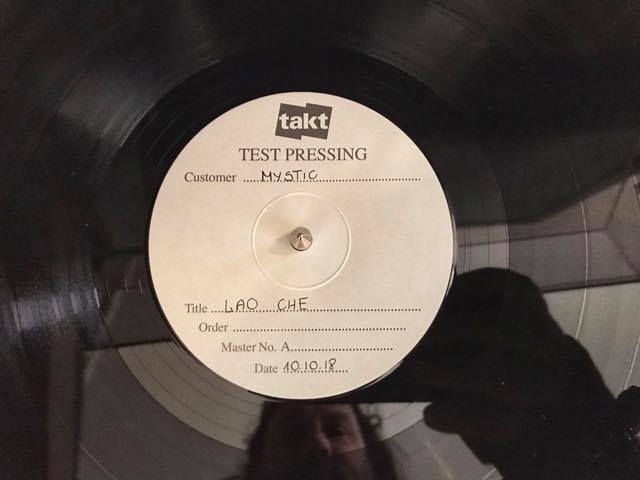 takt
TEST PRESSING
Customer ....MYSTIC............................
Title ...LAO CHE................................
Order ..................................................
Master No. A..............................
Date 10.10.18...